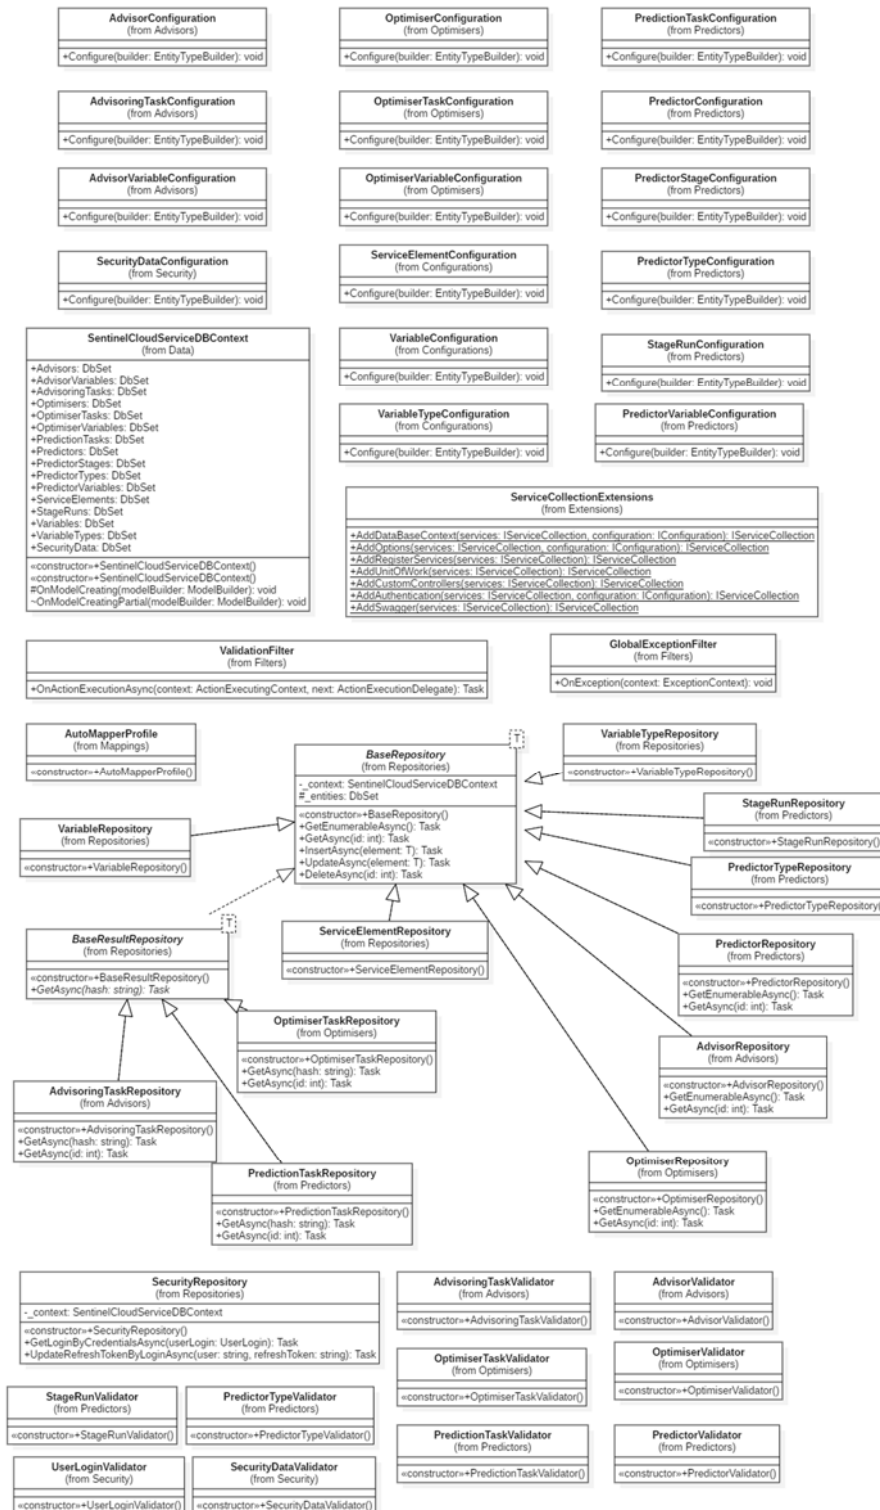 AdvisorConfiguration
(from Advisors)
+Configure(builder: EntityTypeBuilder): void
OptimiserConfiguration
(from Optimisers)
+Configure(builder: EntityTypeBuilder): void
PredictionTaskConfiguration
(from Predictors)
+Configure(builder: EntityTypeBuilder): void
AdvisoringTaskConfiguration
(from Advisors)
+Configure(builder: EntityTypeBuilder): void
OptimiserTaskConfiguration
(from Optimisers)
+Configure(builder: EntityTypeBuilder): void
PredictorConfiguration
(from Predictors)
+Configure(builder: EntityTypeBuilder): void
AdvisorVariableConfiguration
(from Advisors)
+Configure(builder: EntityTypeBuilder): void
OptimiserVariableConfiguration
(from Optimisers)
+Configure(builder: EntityTypeBuilder): void
PredictorStageConfiguration
(from Predictors)
+Configure(builder: EntityTypeBuilder): void
SecurityDataConfiguration
(from Security)
+Configure(builder: EntityTypeBuilder): void
ServiceElementConfiguration
(from Configurations)
+Configure(builder: EntityTypeBuilder): void
PredictorTypeConfiguration
(from Predictors)
+Configure(builder: EntityTypeBuilder): void
SentinelCloudServiceDBContext
(from Data)
+Advisors: DbSet
+AdvisorVariables: DbSet
+AdvisoringTasks: DbSet
+Optimisers: DbSet
+OptimiserTasks: DbSet
+OptimiserVariables: DbSet
+PredictionTasks: DbSet
+Predictors: DbSet
+PredictorStages: DbSet
+PredictorTypes: DbSet
+PredictorVariables: DbSet
+ServiceElements: DbSet
+StageRuns: DbSet
+Variables: DbSet
+VariableTypes: DbSet
+SecurityData: DbSet
«constructor»+SentinelCloudServiceDBContext()
«constructor»+SentinelCloudServiceDBContext()
#OnModelCreating(modelBuilder: ModelBuilder): void
~OnModelCreatingPartial(modelBuilder: ModelBuilder): void
VariableConfiguration
(from Configurations)
+Configure(builder: EntityTypeBuilder): void
StageRunConfiguration
(from Predictors)
+Configure(builder: EntityTypeBuilder): void
VariableTypeConfiguration
(from Configurations)
+Configure(builder: EntityTypeBuilder): void
PredictorVariableConfiguration
(from Predictors)
+Configure(builder: EntityTypeBuilder): void
ServiceCollectionExtensions
(from Extensions)
+AddDataBaseContext(services: IServiceCollection, configuration: IConfiguration): IServiceCollection
+AddOptions(services: IServiceCollection, configuration: IConfiguration): IServiceCollection
+AddRegisterServices(services: IServiceCollection): IServiceCollection
+AddUnitOfWork(services: IServiceCollection): IServiceCollection
+AddCustomControllers(services: IServiceCollection): IServiceCollection
+AddAuthentication(services: IServiceCollection, configuration: IConfiguration): IServiceCollection
+AddSwagger(services: IServiceCollection): IServiceCollection
ValidationFilter
(from Filters)
+OnActionExecutionAsync(context: ActionExecutingContext, next: ActionExecutionDelegate): Task
GlobalExceptionFilter
(from Filters)
+OnException(context: ExceptionContext): void
AutoMapperProfile
(from Mappings)
«constructor»+AutoMapperProfile()
T
BaseRepository
(from Repositories)
-_context: SentinelCloudServiceDBContext
#_entities: DbSet
«constructor»+BaseRepository()
+GetEnumerableAsync(): Task
+GetAsync(id: int): Task
+InsertAsync(element: T): Task
+UpdateAsync(element: T): Task
+DeleteAsync(id: int): Task
VariableTypeRepository
(from Repositories)
«constructor»+VariableTypeRepository()
StageRunRepository
(from Predictors)
«constructor»+StageRunRepository()
VariableRepository
(from Repositories)
«constructor»+VariableRepository()
PredictorTypeRepository
(from Predictors)
«constructor»+PredictorTypeRepository(
T
BaseResultRepository
(from Repositories)
«constructor»+BaseResultRepository()
+GetAsync(hash: string): Task
ServiceElementRepository
(from Repositories)
«constructor»+ServiceElementRepository()
PredictorRepository
(from Predictors)
«constructor»+PredictorRepository()
+GetEnumerableAsync(): Task
+GetAsync(id: int): Task
OptimiserTaskRepository
(from Optimisers)
«constructor»+OptimiserTaskRepository()
+GetAsync(hash: string): Task
+GetAsync(id: int): Task
AdvisorRepository
(from Advisors)
«constructor»+AdvisorRepository()
+GetEnumerableAsync(): Task
+GetAsync(id: int): Task
AdvisoringTaskRepository
(from Advisors)
«constructor»+AdvisoringTaskRepository()
+GetAsync(hash: string): Task
+GetAsync(id: int): Task
PredictionTaskRepository
(from Predictors)
«constructor»+PredictionTaskRepository()
+GetAsync(hash: string): Task
+GetAsync(id: int): Task
OptimiserRepository
(from Optimisers)
«constructor»+OptimiserRepository()
+GetEnumerableAsync(): Task
+GetAsync(id: int): Task
SecurityRepository
(from Repositories)
-_context: SentinelCloudServiceDBContext
«constructor»+SecurityRepository()
+GetLoginByCredentialsAsync(userLogin: UserLogin): Task
+UpdateRefreshTokenByLoginAsync(user: string, refreshToken: string): Task
AdvisoringTaskValidator
(from Advisors)
«constructor»+AdvisoringTaskValidator()
AdvisorValidator
(from Advisors)
«constructor»+AdvisorValidator()
OptimiserTaskValidator
(from Optimisers)
«constructor»+OptimiserTaskValidator()
OptimiserValidator
(from Optimisers)
«constructor»+OptimiserValidator()
StageRunValidator
(from Predictors)
«constructor»+StageRunValidator()
PredictorTypeValidator
(from Predictors)
«constructor»+PredictorTypeValidator()
PredictionTaskValidator
(from Predictors)
«constructor»+PredictionTaskValidator()
PredictorValidator
(from Predictors)
«constructor»+PredictorValidator()
UserLoginValidator
(from Security)
«constructor»+UserLoginValidator()
SecurityDataValidator
(from Security)
«constructor»+SecurityDataValidator()